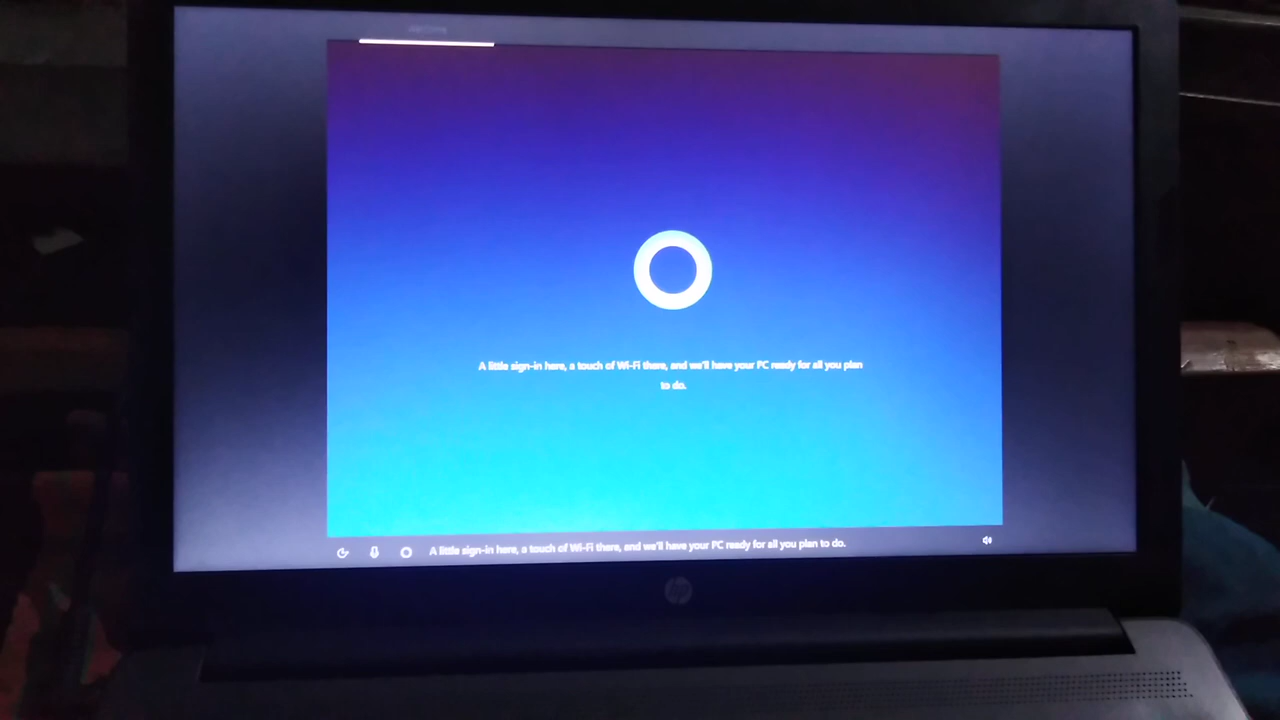 A little sign-in here, a touch of Wi-Fi there, and we'll have your PC ready for all you plan
to do.
A little sign-in here, a touch of Wi-Fi there, and we'll have your PC ready for all you plan to do.
hp